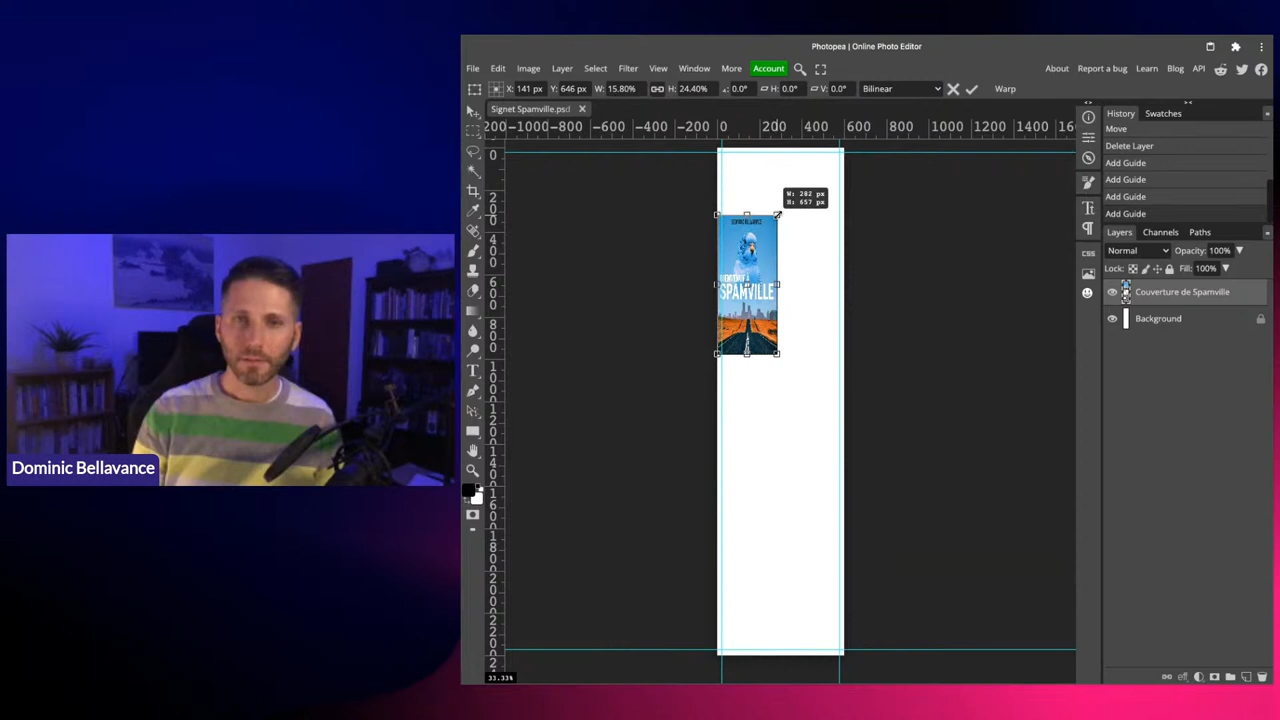 Photopea | Online Photo Editor
File Edit Image Layer Select Filter View Window More Account
About Report a bug Learn Blog API
X: 141 px Y: 646 px W: 15.80% H: 24.40% 0.0° H: 0.0° V: 0.0° Bilinear Warp
Signet Spamville.psd
200 -1000 -800 -600 -400 -200 0 200 400 600 800 1000 1200 1400
W: 282 px
H: 657 px
SPAMVILLE
History Swatches
Move
Delete Layer
Add Guide
Add Guide
Add Guide
Add Guide
Layers Channels Paths
Normal Opacity: 100%
Lock: Fill: 100%
CSS
Couverture de Spamville
Background
eff
Dominic Bellavance
33.33%